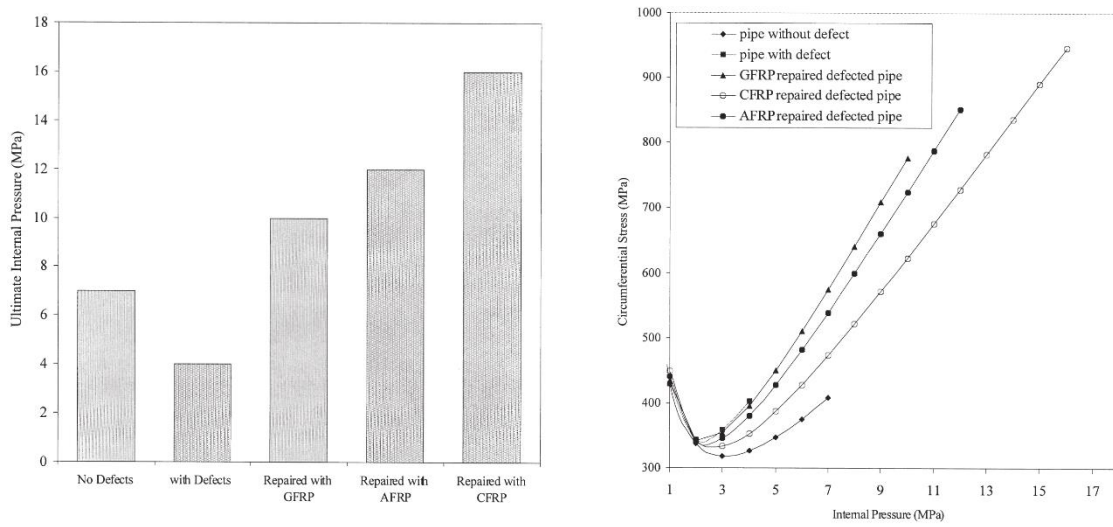 18
16
14
12
10
8
6
4
2
0
Ultimate Internal Pressure (MPa)
No Defects
with Defects
Repaired with
GFRP
Repaired with
AFRP
Repaired with
CFRP
1000
900
800
700
600
500
400
300
Circumferential Stress (MPa)
pipe without defect
pipe with defect
GFRP repaired defected pipe
CFRP repaired defected pipe
AFRP repaired defected pipe
1 3 5 7 9 11 13 15 17
Internal Pressure (MPa)